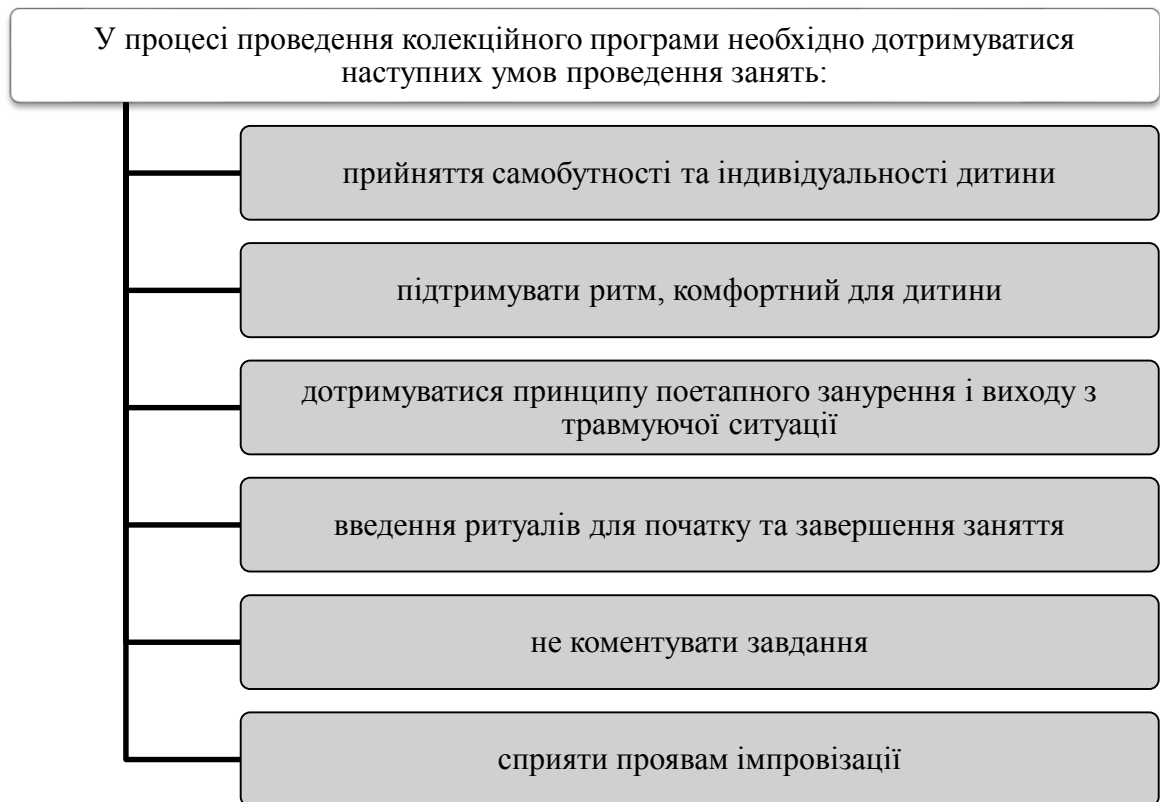 У процесі проведення колекційного програми необхідно дотримуватися
наступних умов проведення занять:
прийняття самобутності та індивідуальності дитини
підтримувати ритм, комфортний для дитини
дотримуватися принципу поетапного занурення і виходу з
травмуючої ситуації
введення ритуалів для початку та завершення заняття
не коментувати завдання
сприяти проявам імпровізації